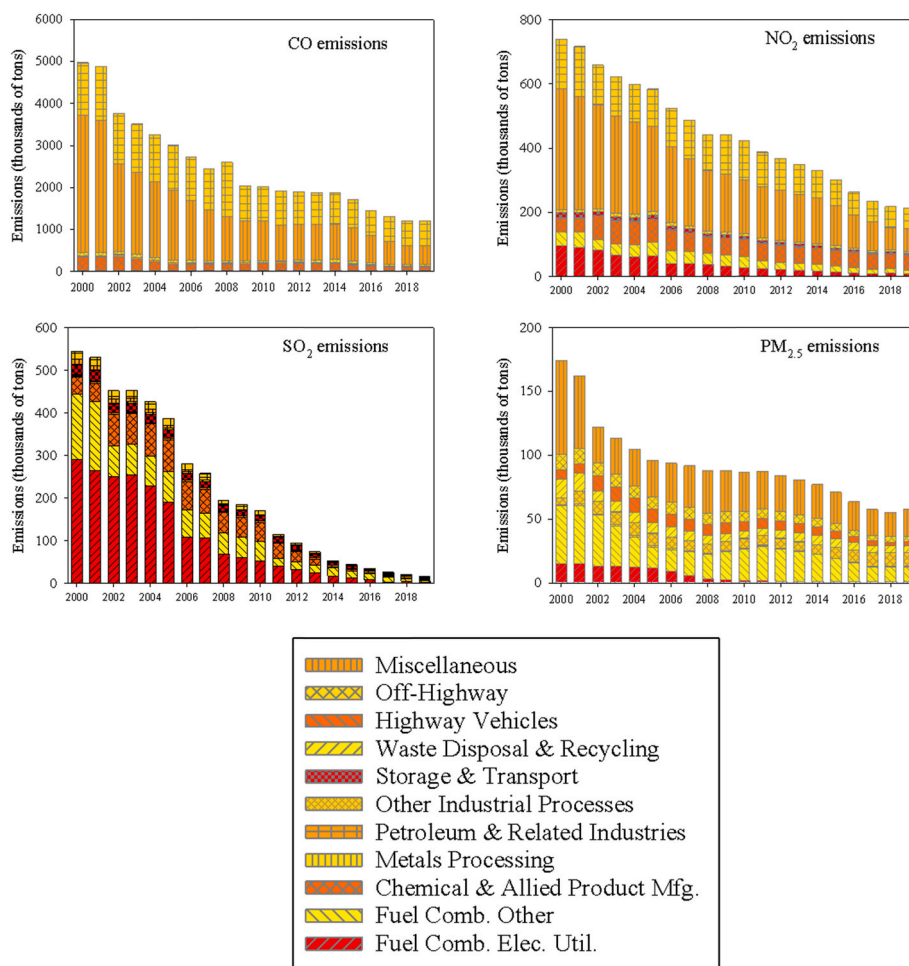 CO emissions
Emissions (thousands of tons)
6000
5000
4000
3000
2000
1000
0
2000 2002 2004 2006 2008 2010 2012 2014 2016 2018
NO2 emissions
Emissions (thousands of tons)
800
600
400
200
0
2000 2002 2004 2006 2008 2010 2012 2014 2016 2018
SO2 emissions
Emissions (thousands of tons)
600
500
400
300
200
100
0
2000 2002 2004 2006 2008 2010 2012 2014 2016 2018
PM2.5 emissions
Emissions (thousands of tons)
200
150
100
50
0
2000 2002 2004 2006 2008 2010 2012 2014 2016 2018
Miscellaneous
Off-Highway
Highway Vehicles
Waste Disposal & Recycling
Storage & Transport
Other Industrial Processes
Petroleum & Related Industries
Metals Processing
Chemical & Allied Product Mfg.
Fuel Comb. Other
Fuel Comb. Elec. Util.